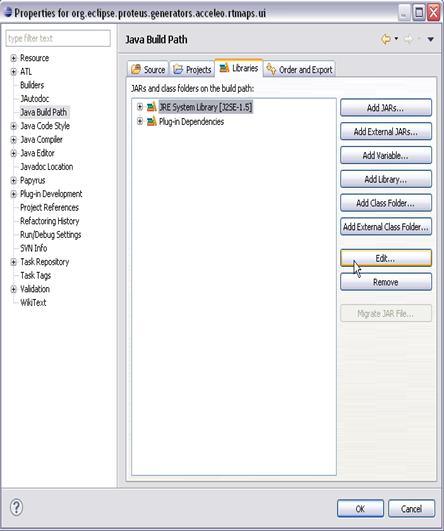 Properties for org.eclipse.proteus.generators.acceleo.rtmaps.ui
type filter text
Resource
ATL
Builders
JAutodoc
Java Build Path
Java Code Style
Java Compiler
Java Editor
Javadoc Location
Papyrus
Plug-in Development
Project References
Refactoring History
Run/Debug Settings
SVN Info
Task Repository
Task Tags
Validation
WikiText
Java Build Path
Source
Projects
Libraries
Order and Export
JARs and class folders on the build path:
JRE System Library [J2SE-1.5]
Plug-in Dependencies
Add JARs...
Add External JARs...
Add Variable...
Add Library...
Add Class Folder...
Add External Class Folder...
Edit...
Remove
Migrate JAR File...
OK
Cancel